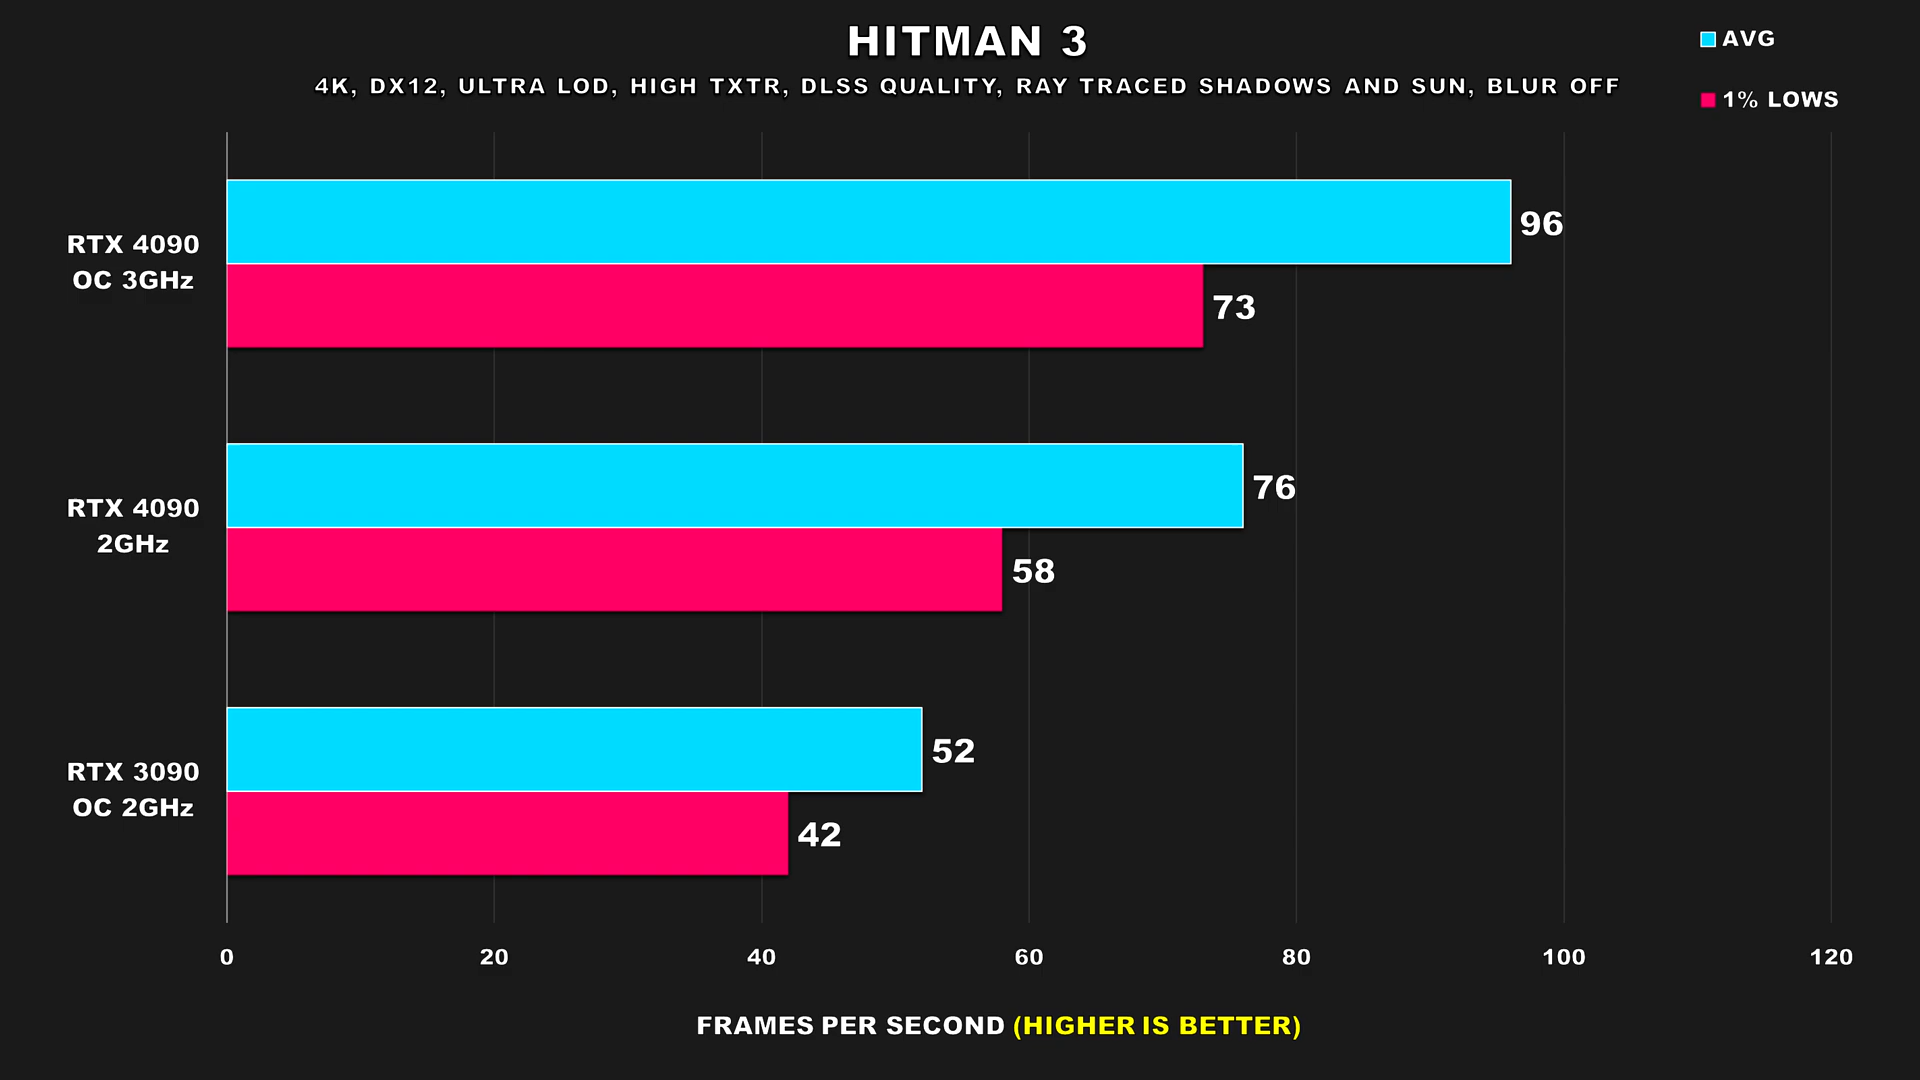 HITMAN 3
4K, DX12, ULTRA LOD, HIGH TXTR, DLSS QUALITY, RAY TRACED SHADOWS AND SUN, BLUR OFF
AVG
1% LOWS
RTX 4090
OC 3GHz
96
73
RTX 4090
2GHz
76
58
RTX 3090
OC 2GHz
52
42
0 20 40 60 80 100 120
FRAMES PER SECOND (HIGHER IS BETTER)